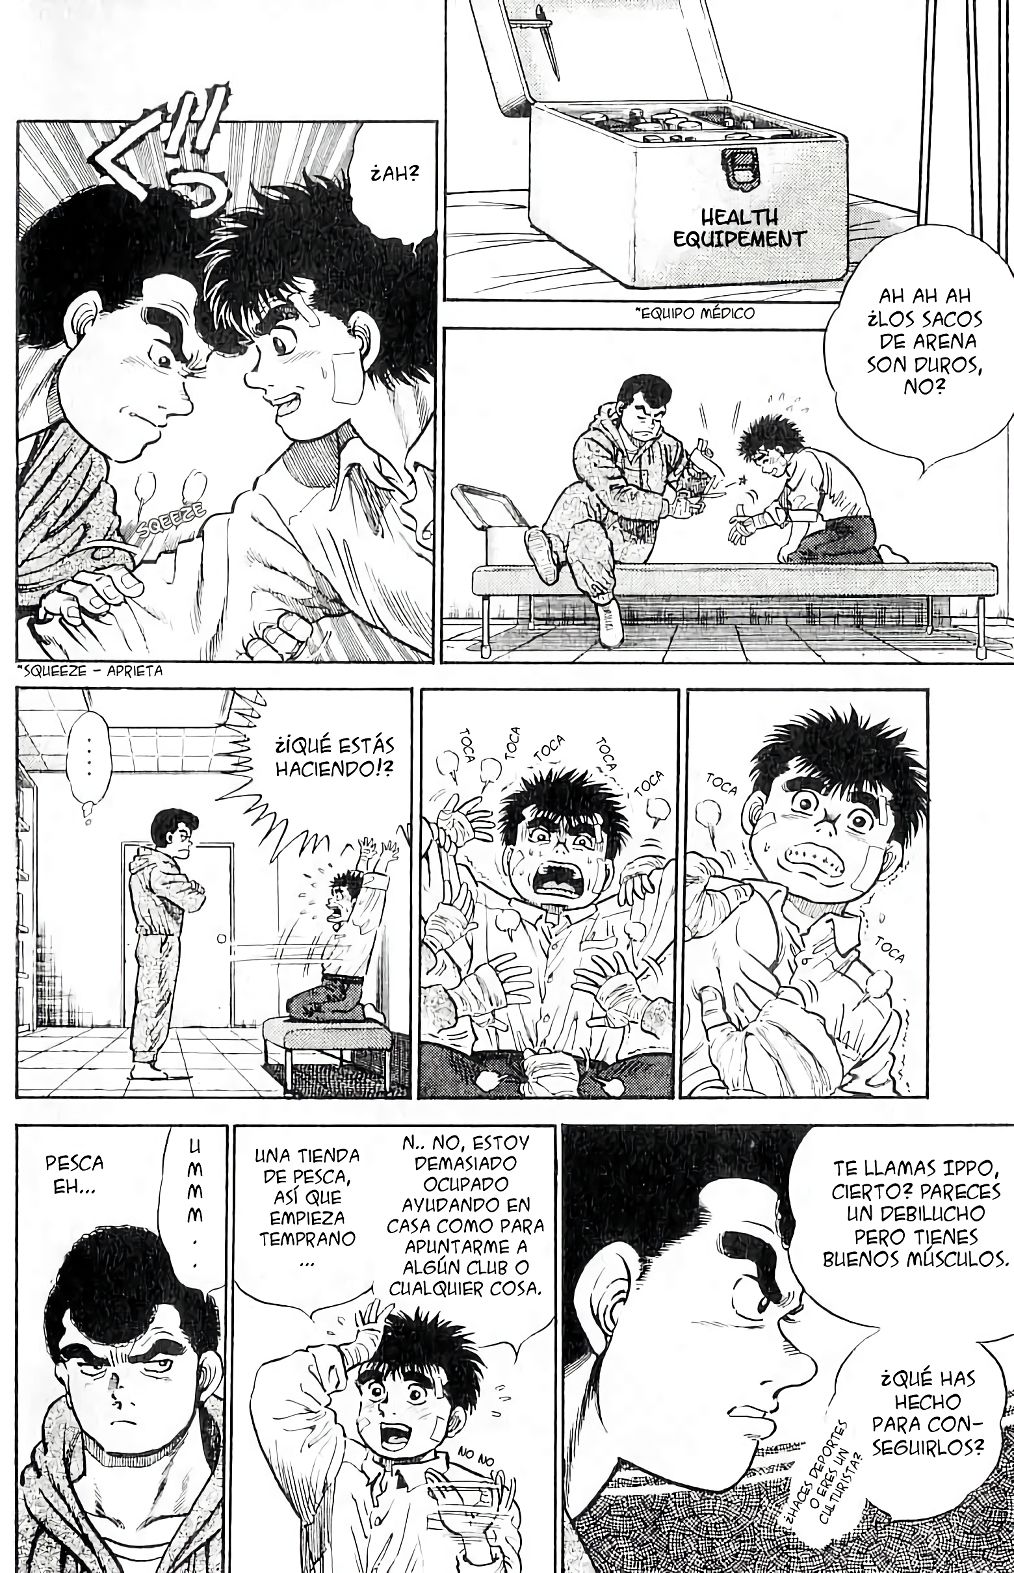 HEALTH
EQUIPEMENT
*EQUIPO MÉDICO
AH AH AH
¿LOS SACOS
DE ARENA
SON DUROS,
NO?
ぐっ
¿AH?
SQEEZE
*SQUEEZE - APRIETA
TOCA
TOCA
TOCA
TOCA
TOCA
TOCA
TOCA
...
¿¡QUÉ ESTÁS
HACIENDO!?
TE LLAMAS IPPO,
CIERTO? PARECES
UN DEBILUCHO
PERO TIENES
BUENOS MÚSCULOS.
¿QUÉ HAS
HECHO
PARA CON-
SEGUIRLOS?
¿HACES DEPORTES
O ERES UN
CULTURISTA?
N.. NO, ESTOY
DEMASIADO
OCUPADO
AYUDANDO EN
CASA COMO PARA
APUNTARME A
ALGÚN CLUB O
CUALQUIER COSA.
NO NO
UNA TIENDA
DE PESCA,
ASÍ QUE
EMPIEZA
TEMPRANO
...
UMMM..
PESCA
EH...